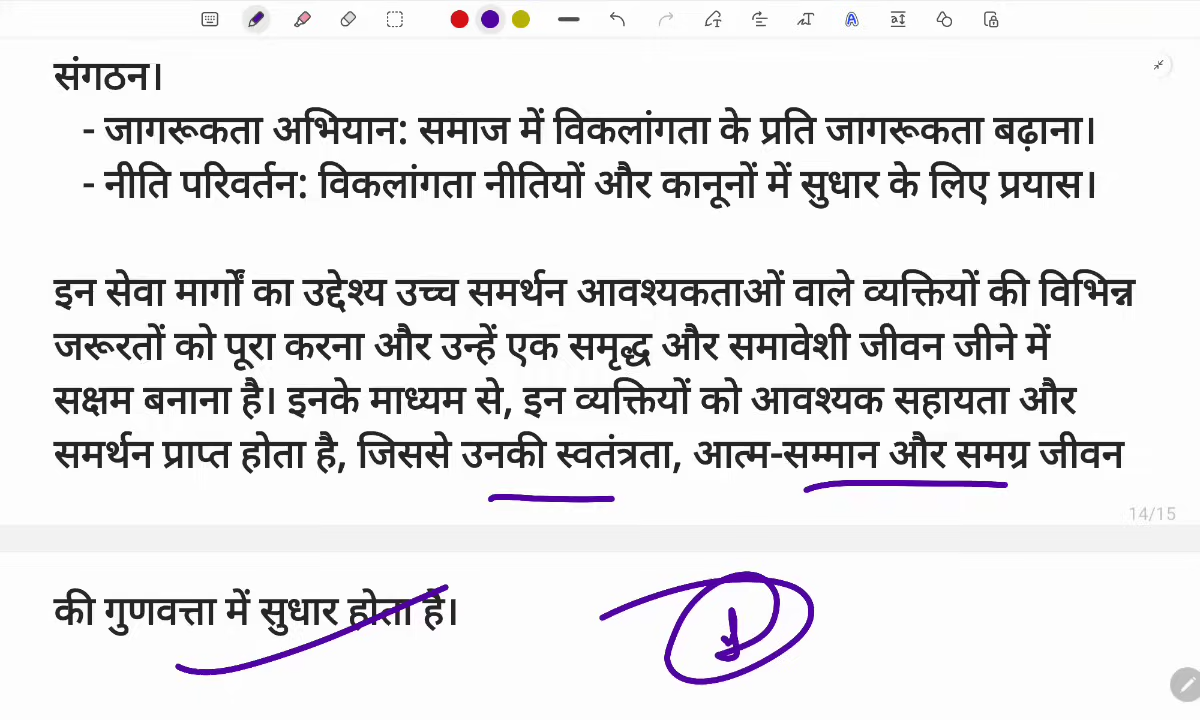 संगठन।
- जागरूकता अभियान: समाज में विकलांगता के प्रति जागरूकता बढ़ाना।
- नीति परिवर्तन: विकलांगता नीतियों और कानूनों में सुधार के लिए प्रयास।
इन सेवा मार्गों का उद्देश्य उच्च समर्थन आवश्यकताओं वाले व्यक्तियों की विभिन्न
जरूरतों को पूरा करना और उन्हें एक समृद्ध और समावेशी जीवन जीने में
सक्षम बनाना है। इनके माध्यम से, इन व्यक्तियों को आवश्यक सहायता और
समर्थन प्राप्त होता है, जिससे उनकी स्वतंत्रता, आत्म-सम्मान और समग्र जीवन
14/15
की गुणवत्ता में सुधार होता है।